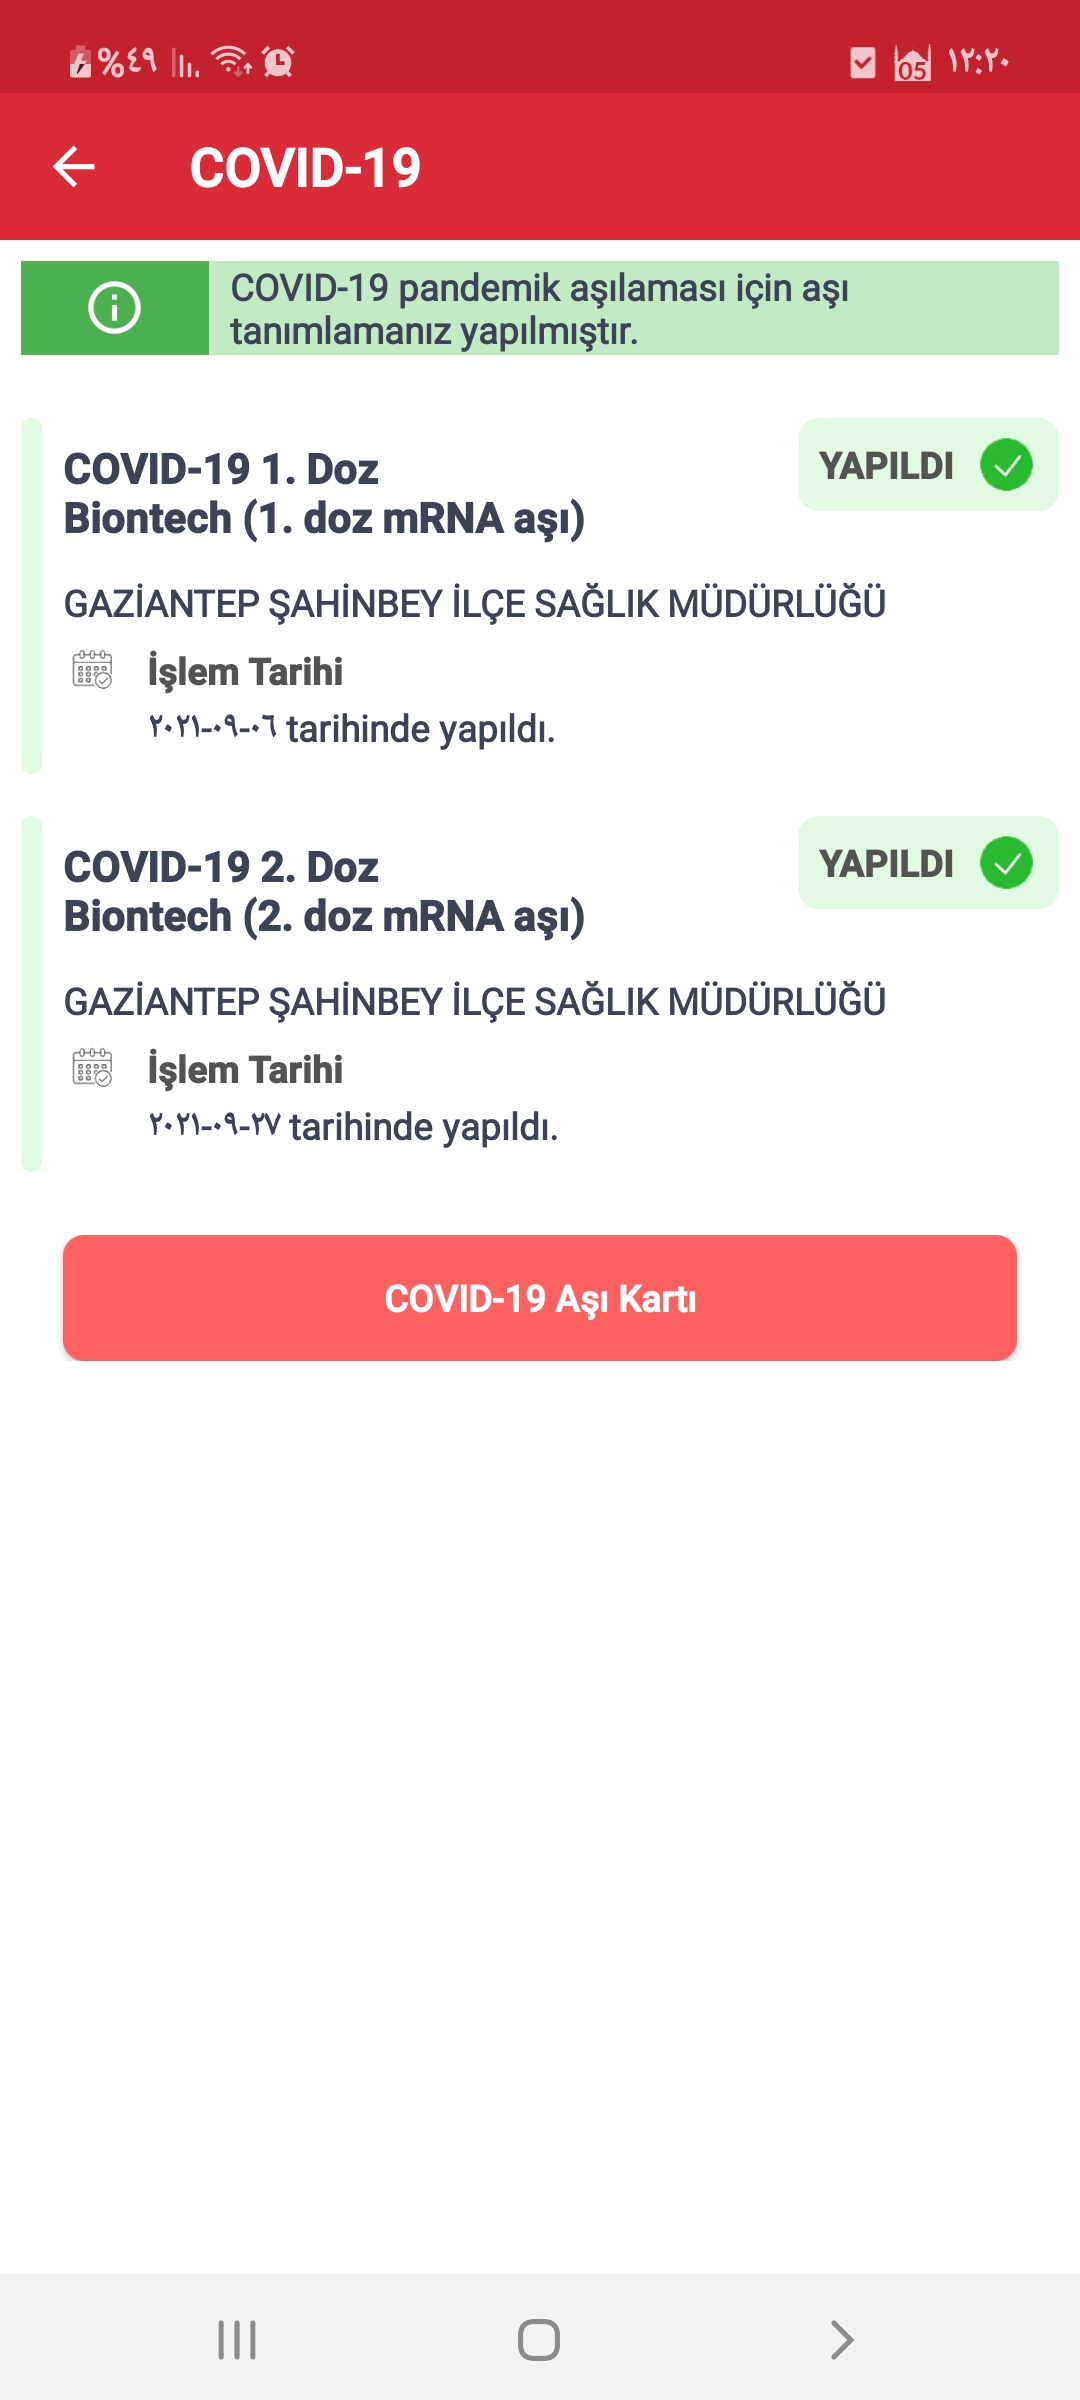 %٤٩
05 ١٢:٢٠
COVID-19
COVID-19 pandemik aşılaması için aşı
tanımlamanız yapılmıştır.
COVID-19 1. Doz
Biontech (1. doz mRNA aşı)
YAPILDI
GAZİANTEP ŞAHİNBEY İLÇE SAĞLIK MÜDÜRLÜĞÜ
İşlem Tarihi
٢٠٢١-٠٩-٠٦ tarihinde yapıldı.
COVID-19 2. Doz
Biontech (2. doz mRNA aşı)
YAPILDI
GAZİANTEP ŞAHİNBEY İLÇE SAĞLIK MÜDÜRLÜĞÜ
İşlem Tarihi
٢٠٢١-٠٩-٢٧ tarihinde yapıldı.
COVID-19 Aşı Kartı